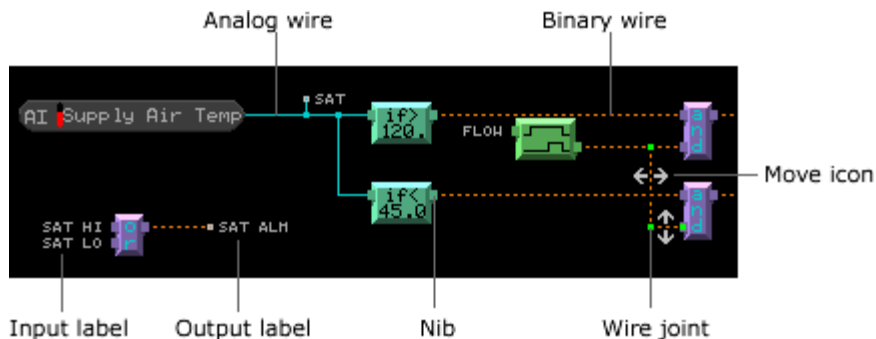 Analog wire
Binary wire
SAT
AI Supply Air Temp
if>
120.
FLOW
and
Move icon
if<
45.0
and
SAT HI
SAT LO
or
SAT ALM
Input label
Output label
Nib
Wire joint